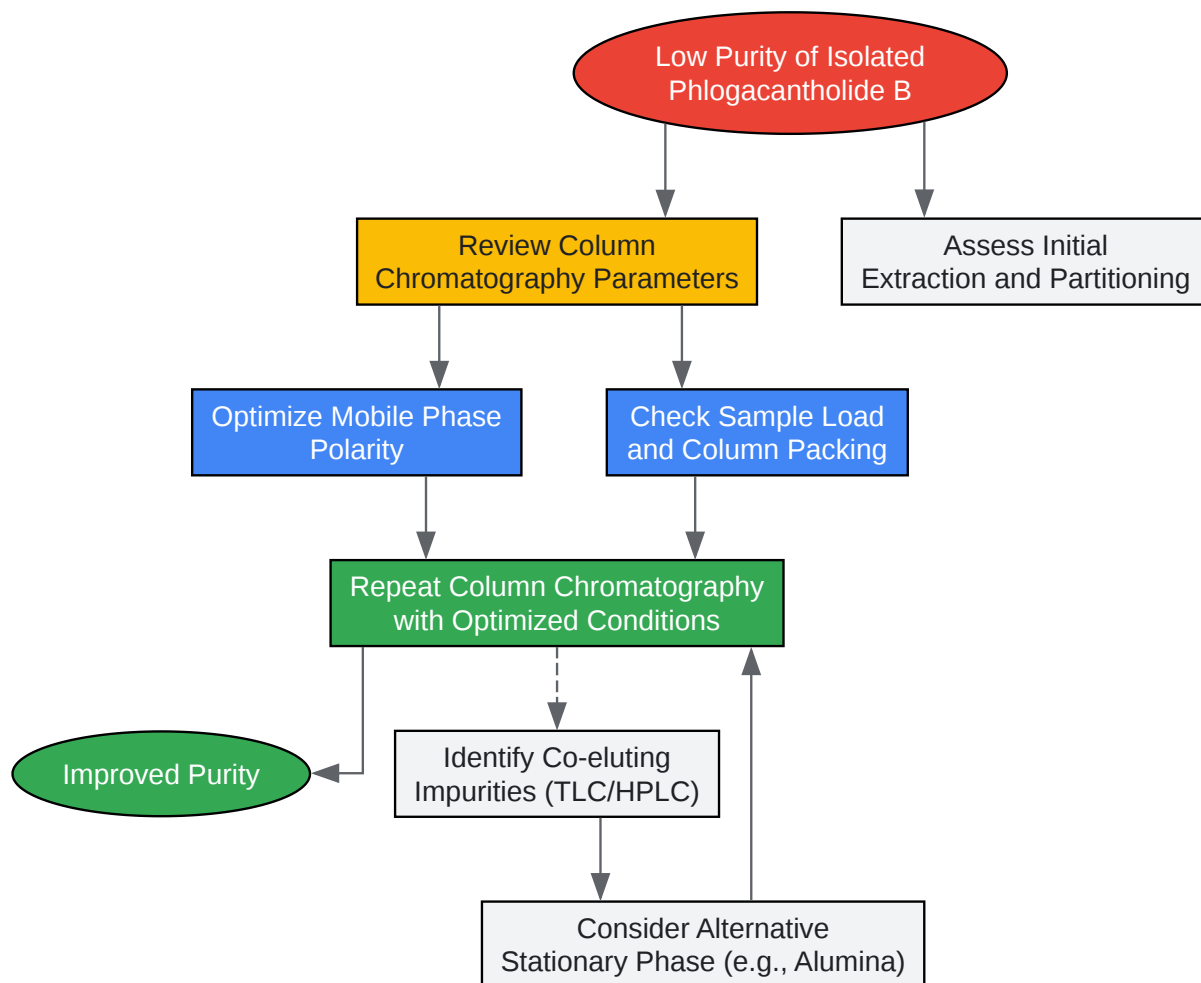 Low Purity of Isolated
Phlogacantholide B
Review Column
Chromatography Parameters
Assess Initial
Extraction and Partitioning
Optimize Mobile Phase
Polarity
Check Sample Load
and Column Packing
Repeat Column Chromatography
with Optimized Conditions
Improved Purity
Identify Co-eluting
Impurities (TLC/HPLC)
Consider Alternative
Stationary Phase (e.g., Alumina)